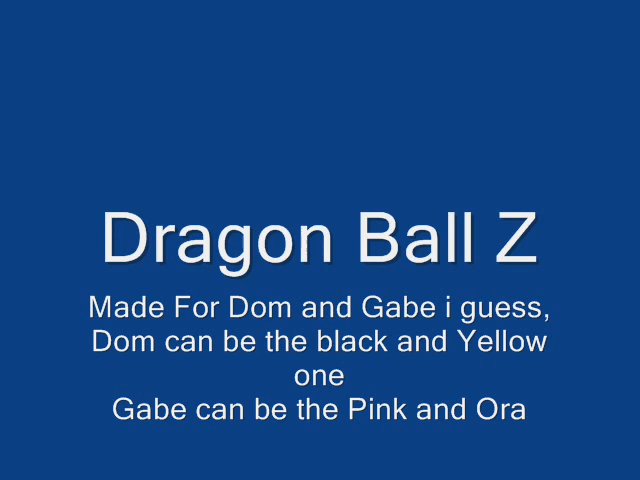 Dragon Ball Z
Made For Dom and Gabe i guess,
Dom can be the black and Yellow
one
Gabe can be the Pink and Ora